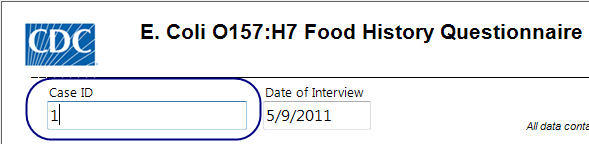 CDC
E. Coli O157:H7 Food History Questionnaire
Case ID
Date of Interview
1
5/9/2011
All data conta